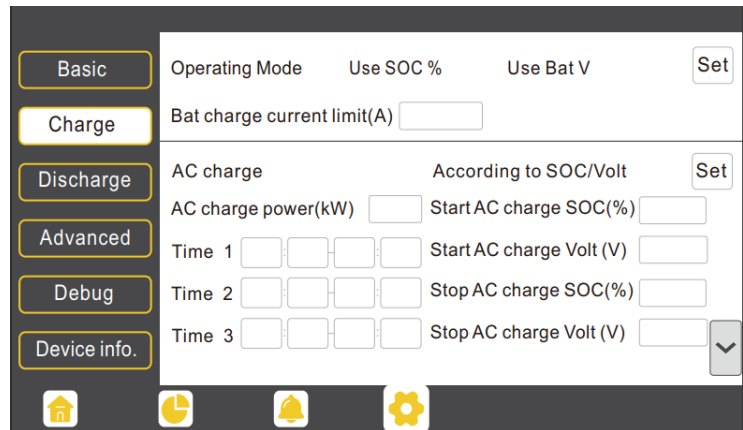 Basic
Charge
Discharge
Advanced
Debug
Device info.
Operating Mode Use SOC % Use Bat V Set
Bat charge current limit(A)
AC charge According to SOC/Volt Set
AC charge power(kW) Start AC charge SOC(%)
Time 1 : - : Start AC charge Volt (V)
Time 2 : - : Stop AC charge SOC(%)
Time 3 : - : Stop AC charge Volt (V)